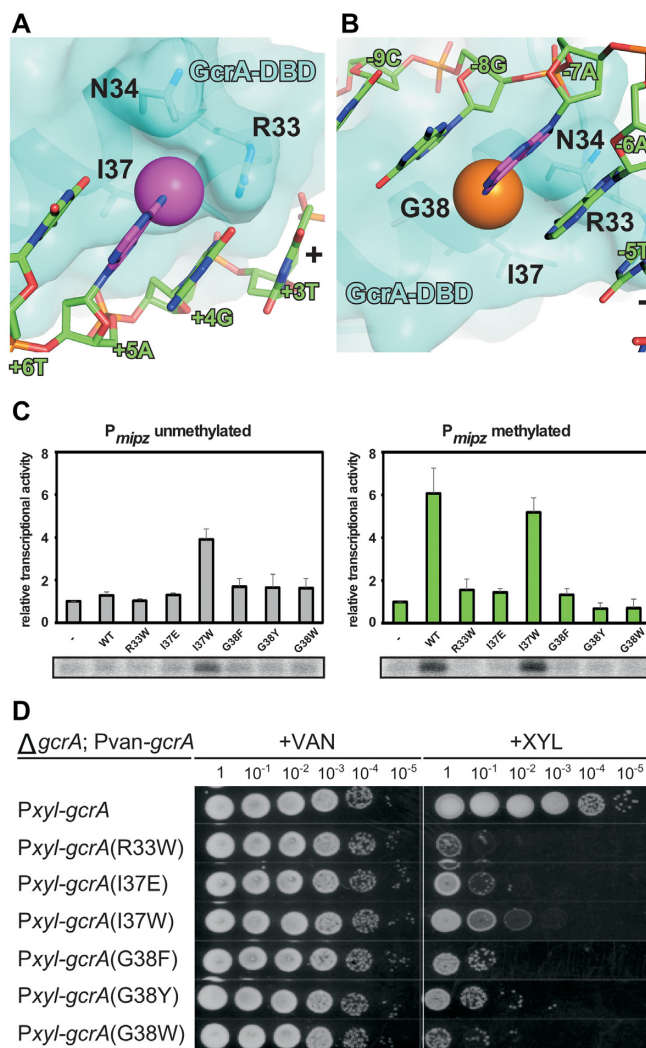 A
N34
GcrA-DBD
R33
I37
+
+3T
+4G
+5A
+6T
B
-9C
-8G
-7A
N34
-6A
G38
R33
-5T
I37
GcrA-DBD
-
C
Pmipz unmethylated
relative transcriptional activity
8
6
4
2
0
- WT R33W I37E I37W G38F G38Y G38W
Pmipz methylated
relative transcriptional activity
8
6
4
2
0
- WT R33W I37E I37W G38F G38Y G38W
D
ΔgcrA; Pvan-gcrA +VAN +XYL
1 10-1 10-2 10-3 10-4 10-5 1 10-1 10-2 10-3 10-4 10-5
Pxyl-gcrA
Pxyl-gcrA(R33W)
Pxyl-gcrA(I37E)
Pxyl-gcrA(I37W)
Pxyl-gcrA(G38F)
Pxyl-gcrA(G38Y)
Pxyl-gcrA(G38W)